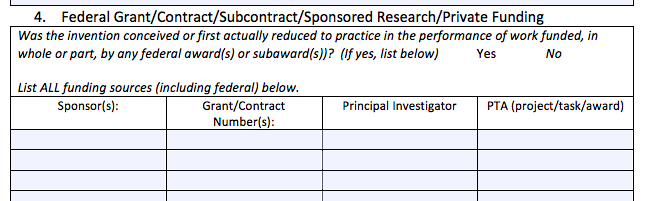 4. Federal Grant/Contract/Subcontract/Sponsored Research/Private Funding
Was the invention conceived or first actually reduced to practice in the performance of work funded, in
whole or part, by any federal award(s) or subaward(s))? (If yes, list below) Yes No
List ALL funding sources (including federal) below.
Sponsor(s): Grant/Contract Principal Investigator PTA (project/task/award)
Number(s):